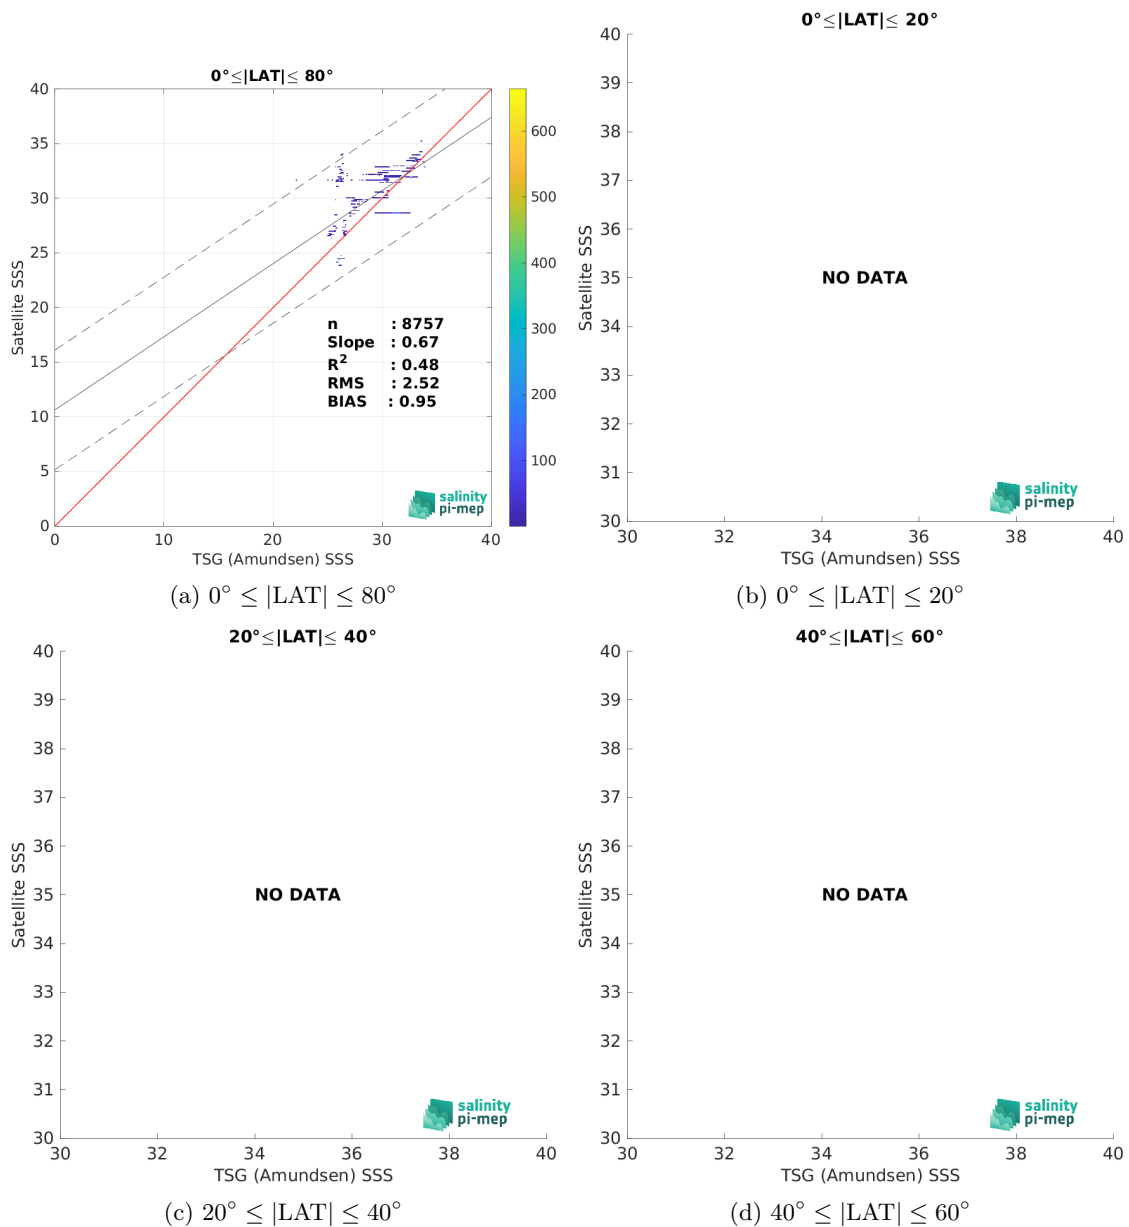 0°≤|LAT|≤ 80°
40
35
30
25
20
15
10
5
0
Satellite SSS
0
10
20
30
40
TSG (Amundsen) SSS
600
500
400
300
200
100
n : 8757
Slope : 0.67
R² : 0.48
RMS : 2.52
BIAS : 0.95
salinity
pi-mep
(a) 0° ≤ |LAT| ≤ 80°
0°≤|LAT|≤ 20°
40
39
38
37
36
35
34
33
32
31
30
Satellite SSS
NO DATA
salinity
pi-mep
30
32
34
36
38
40
TSG (Amundsen) SSS
(b) 0° ≤ |LAT| ≤ 20°
20°≤|LAT|≤ 40°
40
39
38
37
36
35
34
33
32
31
30
Satellite SSS
NO DATA
salinity
pi-mep
30
32
34
36
38
40
TSG (Amundsen) SSS
(c) 20° ≤ |LAT| ≤ 40°
40°≤|LAT|≤ 60°
40
39
38
37
36
35
34
33
32
31
30
Satellite SSS
NO DATA
salinity
pi-mep
30
32
34
36
38
40
TSG (Amundsen) SSS
(d) 40° ≤ |LAT| ≤ 60°